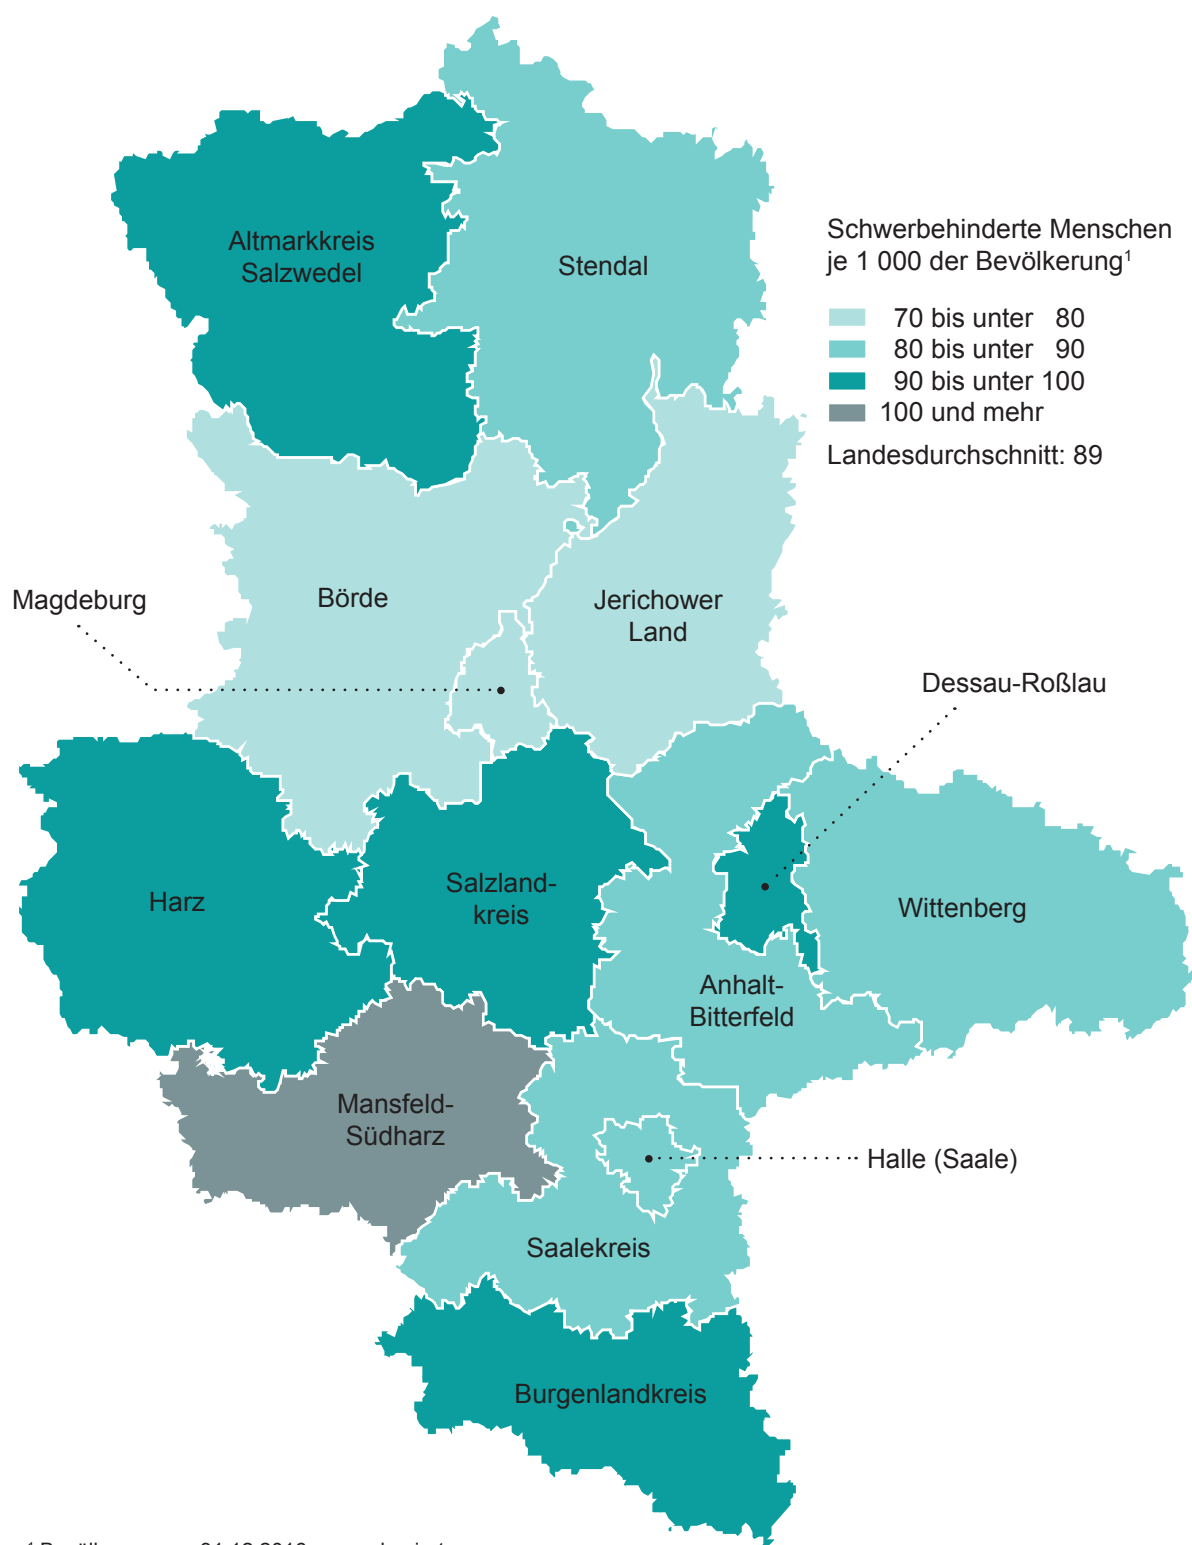 Altmarkkreis
Salzwedel
Stendal
Schwerbehinderte Menschen
je 1 000 der Bevölkerung¹
70 bis unter 80
80 bis unter 90
90 bis unter 100
100 und mehr
Landesdurchschnitt: 89
Magdeburg
Börde
Jerichower
Land
Dessau-Roßlau
Harz
Salzland-
kreis
Wittenberg
Anhalt-
Bitterfeld
Mansfeld-
Südharz
Halle (Saale)
Saalekreis
Burgenlandkreis